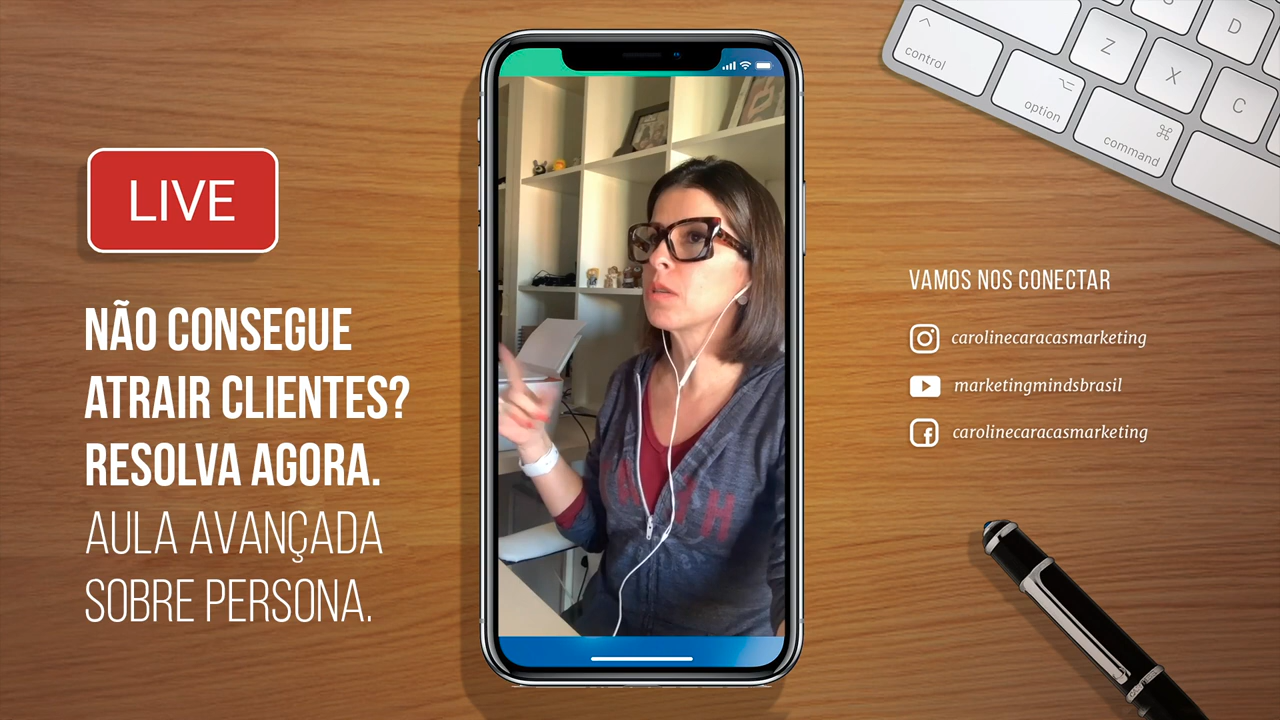 LIVE
NÃO CONSEGUE
ATRAIR CLIENTES?
RESOLVA AGORA.
AULA AVANÇADA
SOBRE PERSONA.
control
option
command
Z
X
C
S
D
VAMOS NOS CONECTAR
carolinecaracasmarketing
marketingmindsbrasil
carolinecaracasmarketing